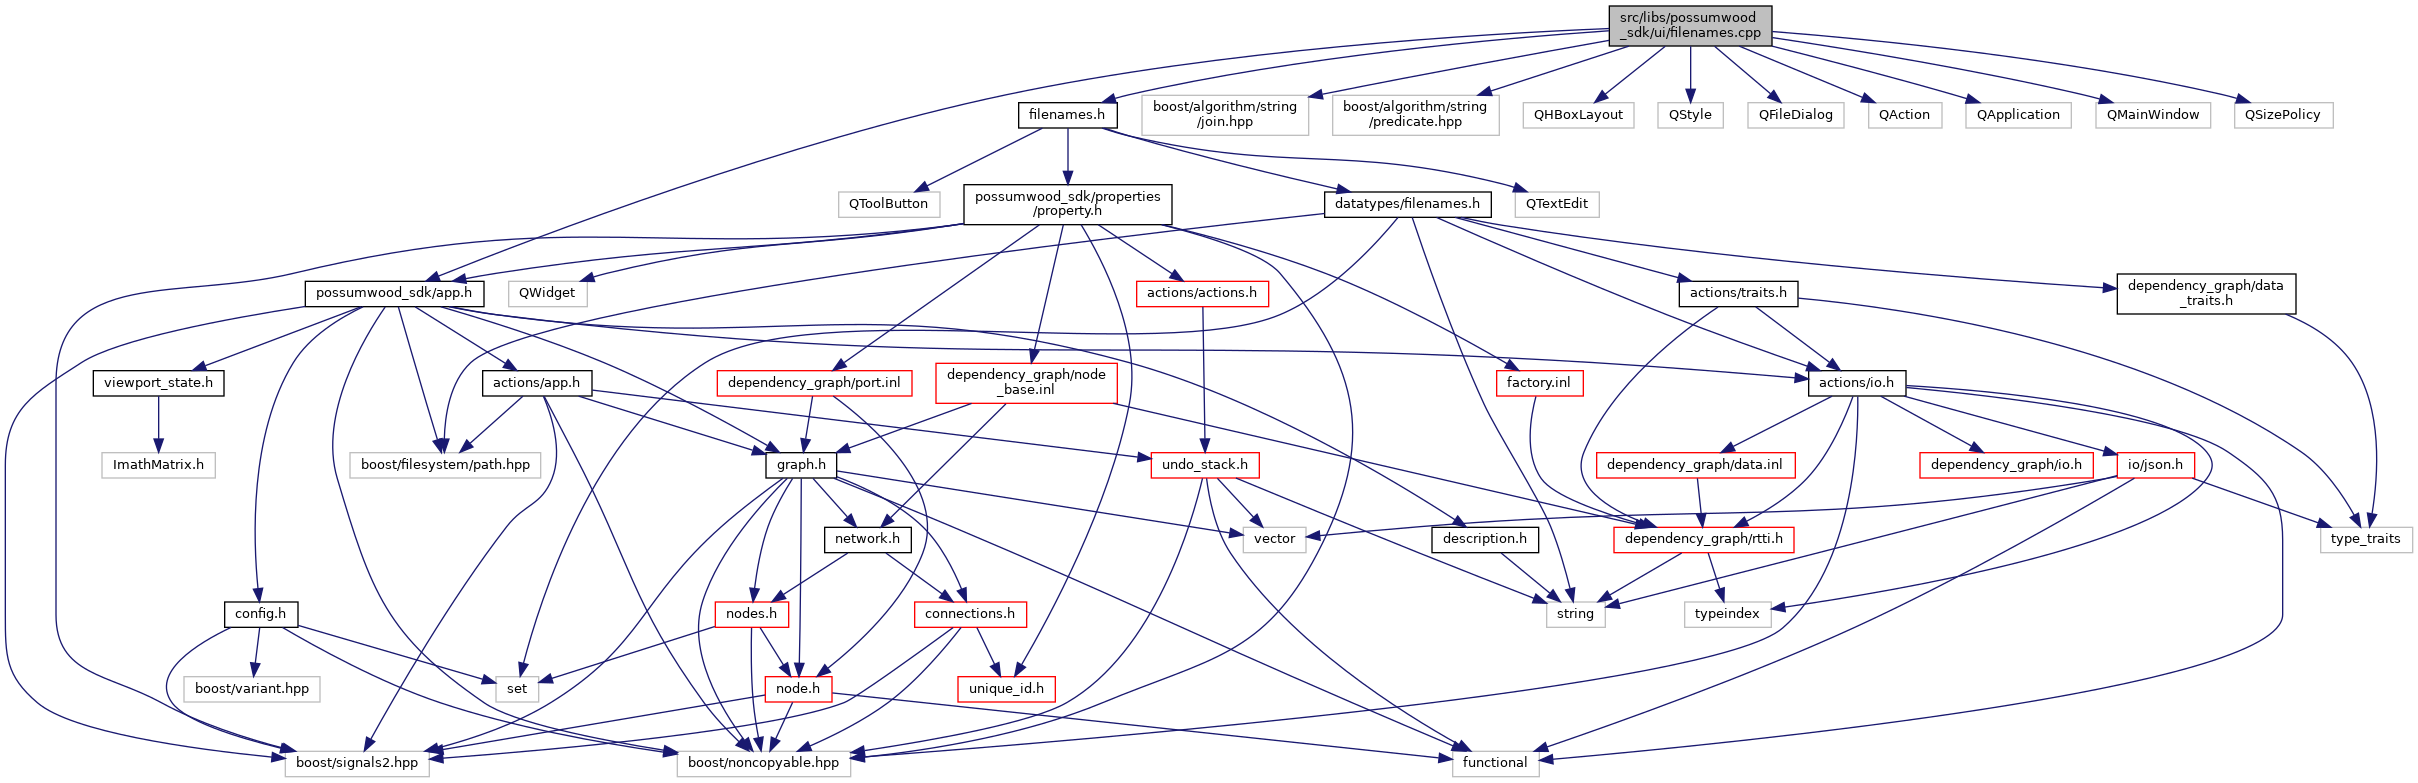 src/libs/possumwood
_sdk/ui/filenames.cpp
filenames.h
boost/algorithm/string
/join.hpp
boost/algorithm/string
/predicate.hpp
QHBoxLayout
QStyle
QFileDialog
QAction
QApplication
QMainWindow
QSizePolicy
QToolButton
possumwood_sdk/properties
/property.h
datatypes/filenames.h
QTextEdit
possumwood_sdk/app.h
QWidget
actions/actions.h
actions/traits.h
dependency_graph/data
_traits.h
viewport_state.h
actions/app.h
dependency_graph/port.inl
dependency_graph/node
_base.inl
factory.inl
actions/io.h
ImathMatrix.h
boost/filesystem/path.hpp
graph.h
undo_stack.h
dependency_graph/data.inl
dependency_graph/io.h
io/json.h
network.h
vector
description.h
dependency_graph/rtti.h
type_traits
config.h
nodes.h
connections.h
string
typeindex
boost/variant.hpp
set
node.h
unique_id.h
boost/signals2.hpp
boost/noncopyable.hpp
functional